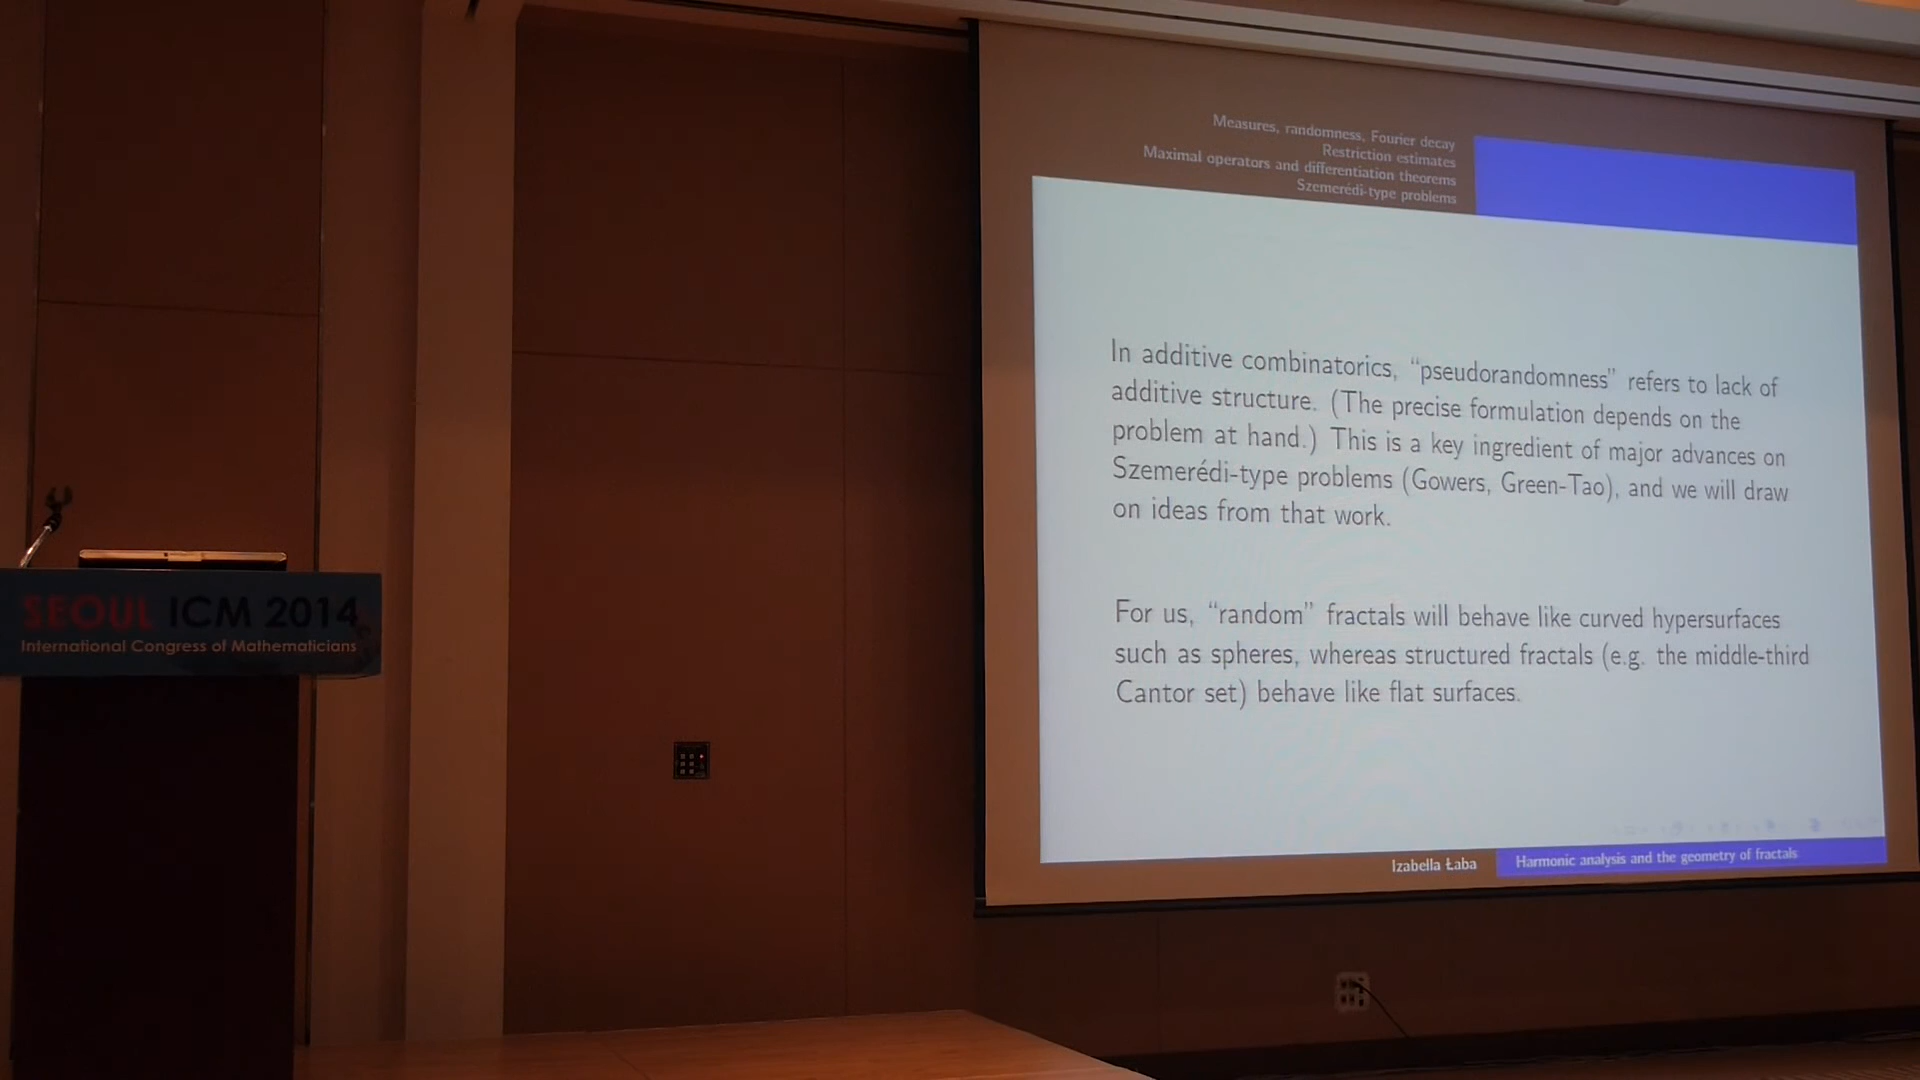 Measures, randomness, Fourier decay
Restriction estimates
Maximal operators and differentiation theorems
Szemerédi-type problems
In additive combinatorics, “pseudorandomness” refers to lack of
additive structure. (The precise formulation depends on the
problem at hand.) This is a key ingredient of major advances on
Szemerédi-type problems (Gowers, Green-Tao), and we will draw
on ideas from that work.
For us, “random” fractals will behave like curved hypersurfaces
such as spheres, whereas structured fractals (e.g. the middle-third
Cantor set) behave like flat surfaces.
Izabella Łaba
Harmonic analysis and the geometry of fractals
SEOUL ICM 2014
International Congress of Mathematicians